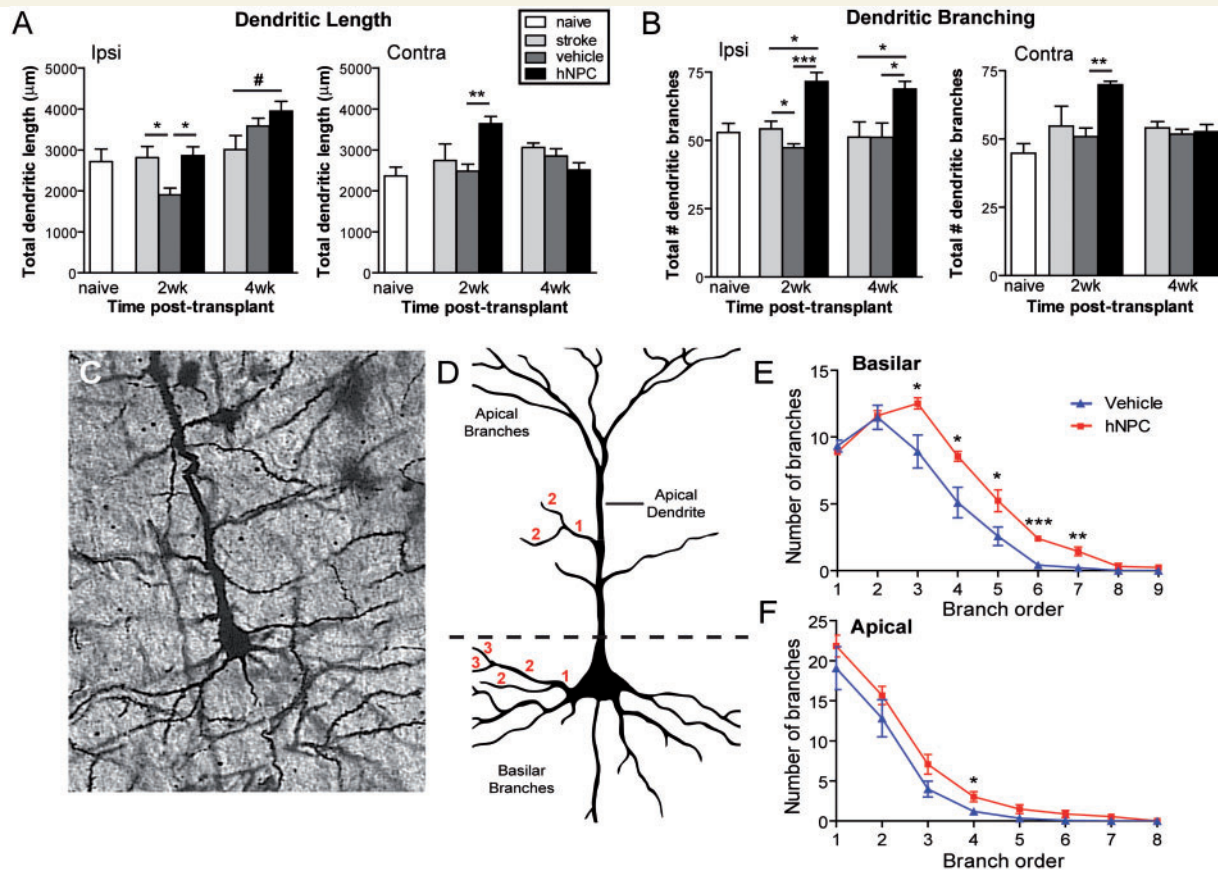 A
Dendritic Length
Ipsi
Contra
naive
stroke
vehicle
hNPC
Total dendritic length (µm)
5000
4000
3000
2000
1000
0
*
*
#
naive
2wk
4wk
Time post-transplant
Total dendritic length (µm)
5000
4000
3000
2000
1000
0
**
naive
2wk
4wk
Time post-transplant
B
Dendritic Branching
Ipsi
Contra
Total # dendritic branches
100
75
50
25
0
*
***
*
*
*
naive
2wk
4wk
Time post-transplant
Total # dendritic branches
100
75
50
25
0
**
naive
2wk
4wk
Time post-transplant
C
D
Apical
Branches
Apical
Dendrite
2
2
1
3
3
2
2
1
Basilar
Branches
E
Basilar
Vehicle
hNPC
Number of branches
15
10
5
0
*
*
*
***
**
1 2 3 4 5 6 7 8 9
Branch order
F
Apical
Number of branches
25
20
15
10
5
0
*
1 2 3 4 5 6 7 8
Branch order